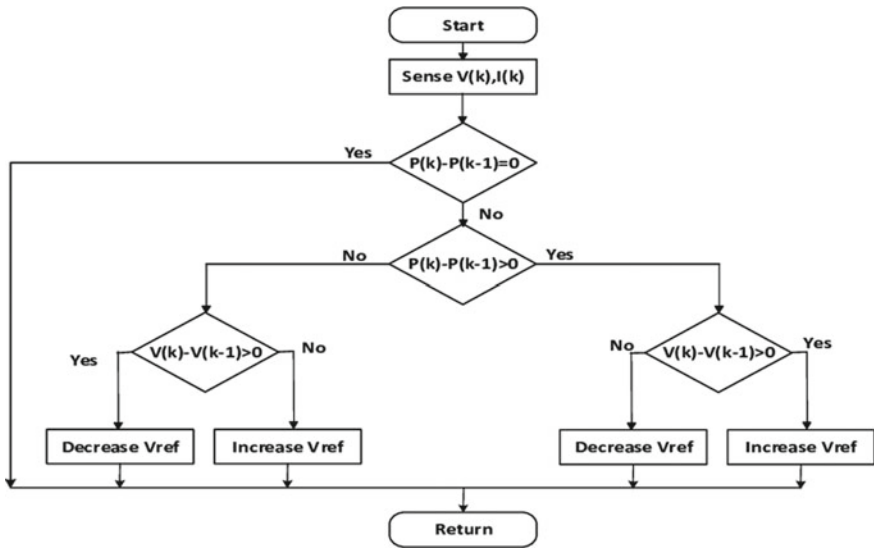 Start
Sense V(k),I(k)
Yes
P(k)-P(k-1)=0
No
No
P(k)-P(k-1)>0
Yes
Yes
V(k)-V(k-1)>0
No
No
V(k)-V(k-1)>0
Yes
Decrease Vref
Increase Vref
Decrease Vref
Increase Vref
Return